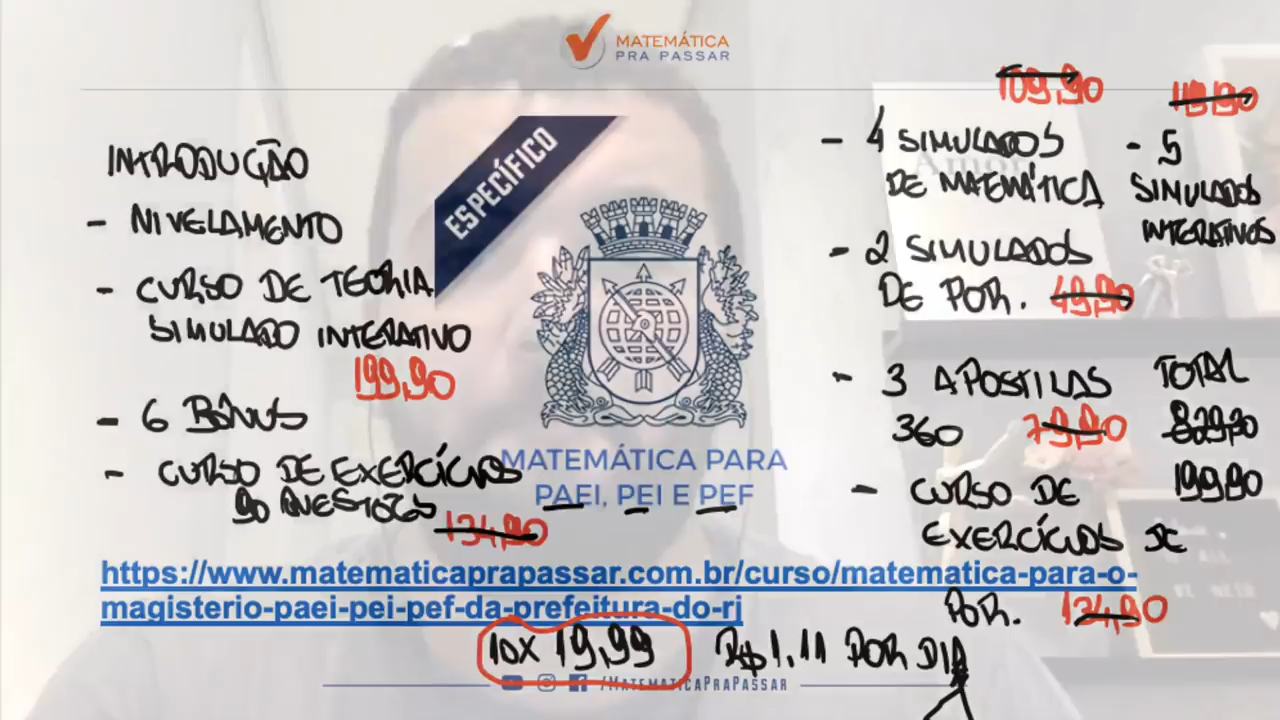 MATEMÁTICA
PRA PASSAR
INTRODUÇÃO
- NIVELAMENTO
- CURSO DE TEORIA
SIMULADO INTERATIVO
199,90
- 6 BÔNUS
- CURSO DE EXERCÍCIOS
90 QUESTÕES
134,90
ESPECÍFICO
MATEMÁTICA PARA
PAEI, PEI E PEF
109,90
- 4 SIMULADOS
DE MATEMÁTICA
- 2 SIMULADOS
DE POR. 49,90
- 3 APOSTILAS
360 79,90
- CURSO DE
EXERCÍCIOS DE
POR. 134,90
119,90
- 5
SIMULADOS
INTERATIVOS
TOTAL
829,30
199,90
https://www.matematicaprapassar.com.br/curso/matematica-para-o-
magisterio-paei-pei-pef-da-prefeitura-do-rj
10X 19,99 R$1,11 POR DIA
/MATEMATICAPRAPASSAR